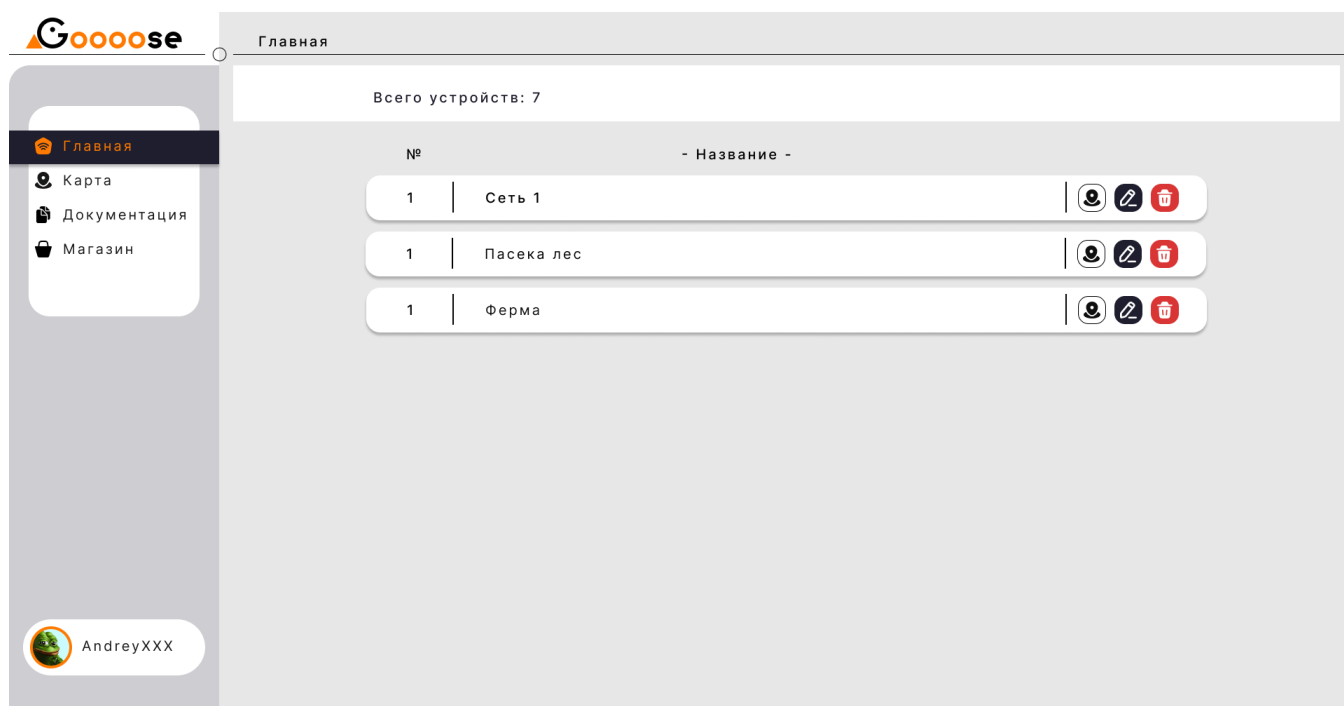 Goooose
Главная
Всего устройств: 7
Главная
Карта
Документация
Магазин
№ - Название -
1 Сеть 1
1 Пасека лес
1 Ферма
AndreyXXX